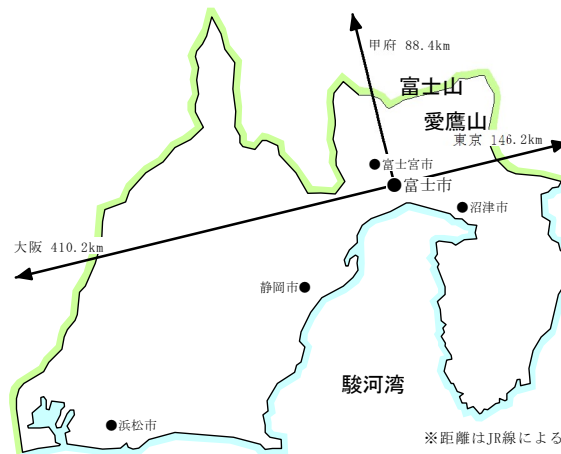 甲府 88.4km
富士山
愛鷹山
東京 146.2km
富士宮市
富士市
沼津市
大阪 410.2km
静岡市
駿河湾
浜松市
※距離はJR線による